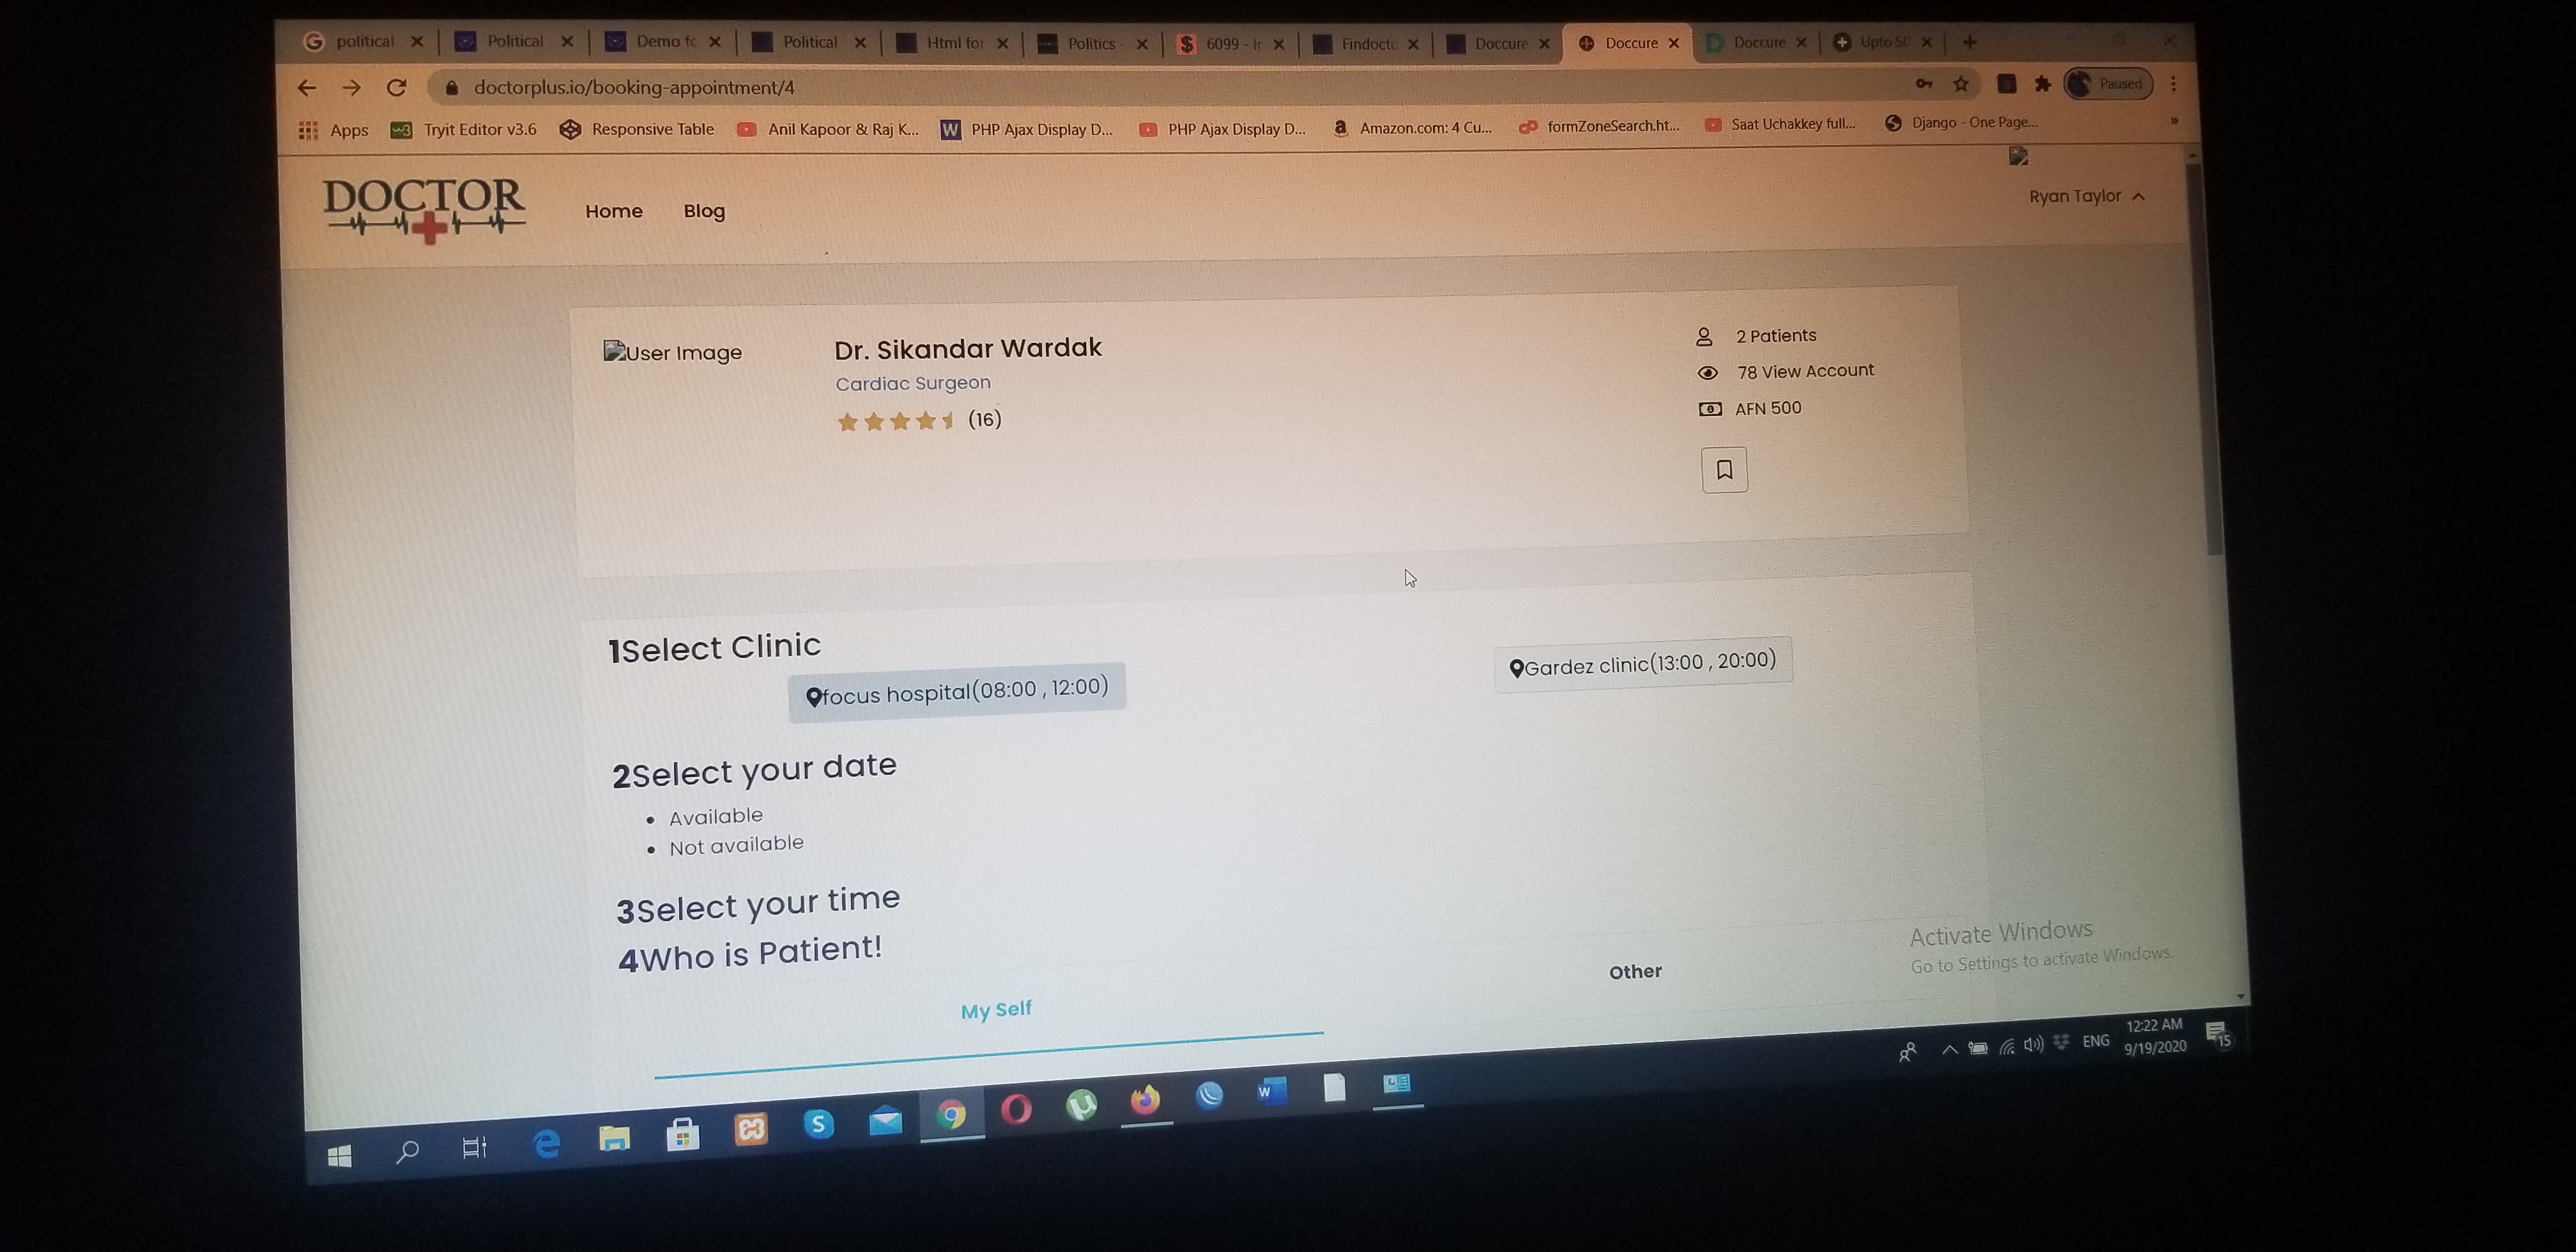 political
Political
Demo fo
Political
Html for
Politics -
6099 - Ir
Findocto
Doccure
Doccure
Doccure
Upto 50
doctorplus.io/booking-appointment/4
Paused
Apps
Tryit Editor v3.6
Responsive Table
Anil Kapoor & Raj K...
PHP Ajax Display D...
PHP Ajax Display D...
Amazon.com: 4 Cu...
formZoneSearch.ht...
Saat Uchakkey full...
Django - One Page...
DOCTOR
Home
Blog
Ryan Taylor
User Image
Dr. Sikandar Wardak
Cardiac Surgeon
(16)
2 Patients
78 View Account
AFN 500
1Select Clinic
focus hospital(08:00 , 12:00)
Gardez clinic(13:00 , 20:00)
2Select your date
Available
Not available
3Select your time
4Who is Patient!
My Self
Other
Activate Windows
Go to Settings to activate Windows.
ENG
12:22 AM
9/19/2020
15